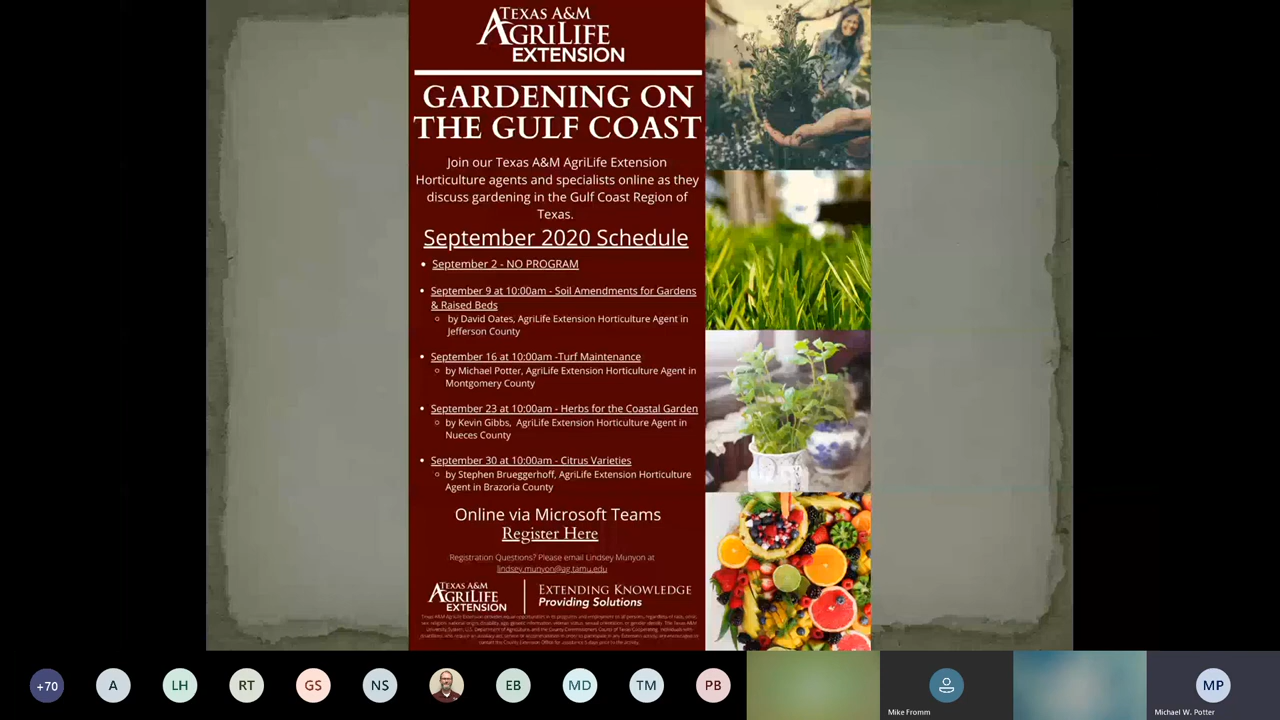 TEXAS A&M
AGRILIFE
EXTENSION
GARDENING ON
THE GULF COAST
Join our Texas A&M AgriLife Extension
Horticulture agents and specialists online as they
discuss gardening in the Gulf Coast Region of
Texas.
September 2020 Schedule
• September 2 - NO PROGRAM
• September 9 at 10:00am - Soil Amendments for Gardens
& Raised Beds
○ by David Oates, AgriLife Extension Horticulture Agent in
Jefferson County
• September 16 at 10:00am -Turf Maintenance
○ by Michael Potter, AgriLife Extension Horticulture Agent in
Montgomery County
• September 23 at 10:00am - Herbs for the Coastal Garden
○ by Kevin Gibbs, AgriLife Extension Horticulture Agent in
Nueces County
• September 30 at 10:00am - Citrus Varieties
○ by Stephen Brueggerhoff, AgriLife Extension Horticulture
Agent in Brazoria County
Online via Microsoft Teams
Register Here
Registration Questions? Please email Lindsey Munyon at
lindsey.munyon@ag.tamu.edu
TEXAS A&M
AGRILIFE
EXTENSION
EXTENDING KNOWLEDGE
Providing Solutions
+70
A
LH
RT
GS
NS
EB
MD
TM
PB
Mike Fromm
MP
Michael W. Potter